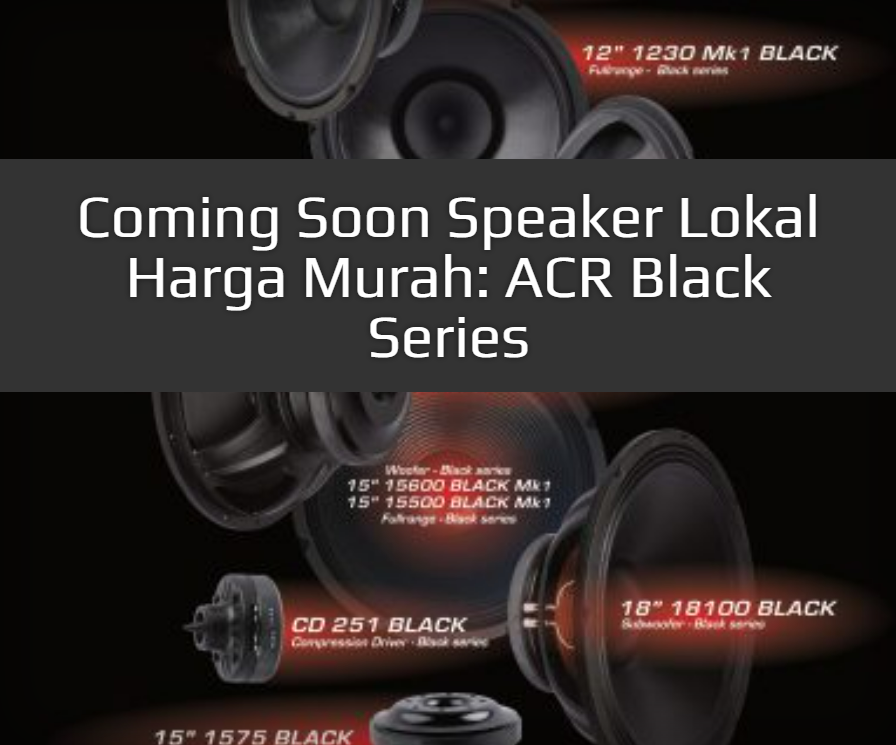 12" 1230 Mk1 BLACK
Fullrange - Black series
Coming Soon Speaker Lokal
Harga Murah: ACR Black
Series
Woofer - Black series
15" 15600 BLACK Mk1
15" 15500 BLACK Mk1
Fullrange - Black series
CD 251 BLACK
Compression Driver - Black series
18" 18100 BLACK
Subwoofer - Black series
15" 1575 BLACK